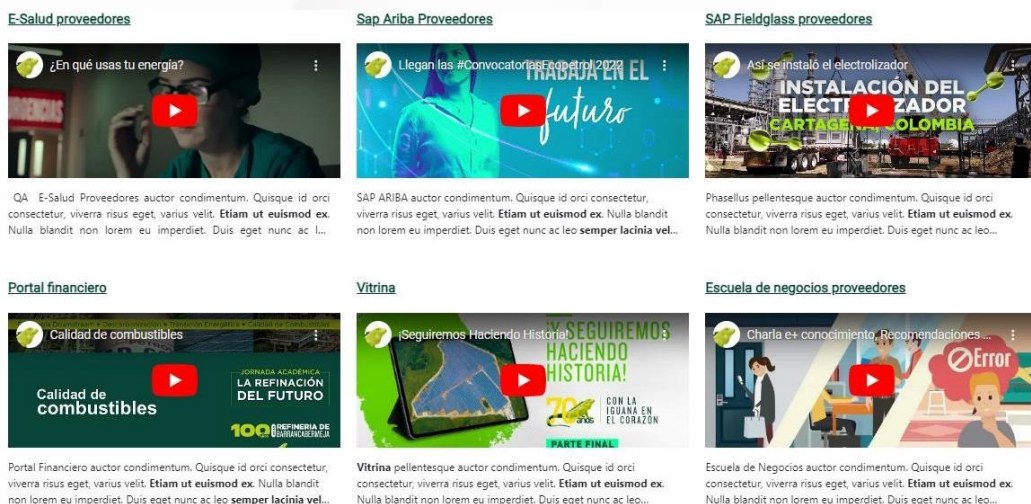 E-Salud proveedores
¿En qué usas tu energía?
URGENCIAS
QA E-Salud Proveedores auctor condimentum. Quisque id orci
consectetur, viverra risus eget, varius velit. Etiam ut euismod ex.
Nulla blandit non lorem eu imperdiet. Duis eget nunc ac l...
Sap Ariba Proveedores
Llegan las #ConvocatoriasEcopetrol 2022
TRABAJA EN EL
futuro
SAP ARIBA auctor condimentum. Quisque id orci consectetur,
viverra risus eget, varius velit. Etiam ut euismod ex. Nulla blandit
non lorem eu imperdiet. Duis eget nunc ac leo semper lacinia vel...
SAP Fieldglass proveedores
Así se instaló el electrolizador
INSTALACIÓN DEL
ELECTROLIZADOR
CARTAGENA, COLOMBIA
Phasellus pellentesque auctor condimentum. Quisque id orci
consectetur, viverra risus eget, varius velit. Etiam ut euismod ex.
Nulla blandit non lorem eu imperdiet. Duis eget nunc ac leo...
Portal financiero
Calidad de combustibles
Downstream • Descarbonización • Transición Energética • Calidad de Combustibles
Calidad de
combustibles
JORNADA ACADÉMICA
LA REFINACIÓN
DEL FUTURO
100 REFINERIA DE
BARRANCABERMEJA
Portal Financiero auctor condimentum. Quisque id orci consectetur,
viverra risus eget, varius velit. Etiam ut euismod ex. Nulla blandit
non lorem eu imperdiet. Duis eget nunc ac leo semper lacinia vel...
Vitrina
¡Seguiremos Haciendo Historia!
¡Y SEGUIREMOS
HACIENDO
HISTORIA!
70 años
CON LA
IGUANA EN
EL CORAZÓN
PARTE FINAL
Vitrina pellentesque auctor condimentum. Quisque id orci
consectetur, viverra risus eget, varius velit. Etiam ut euismod ex.
Nulla blandit non lorem eu imperdiet. Duis eget nunc ac leo...
Escuela de negocios proveedores
Charla e+ conocimiento, Recomendaciones ...
Error
Escuela de Negocios auctor condimentum. Quisque id orci
consectetur, viverra risus eget, varius velit. Etiam ut euismod ex.
Nulla blandit non lorem eu imperdiet. Duis eget nunc ac leo...